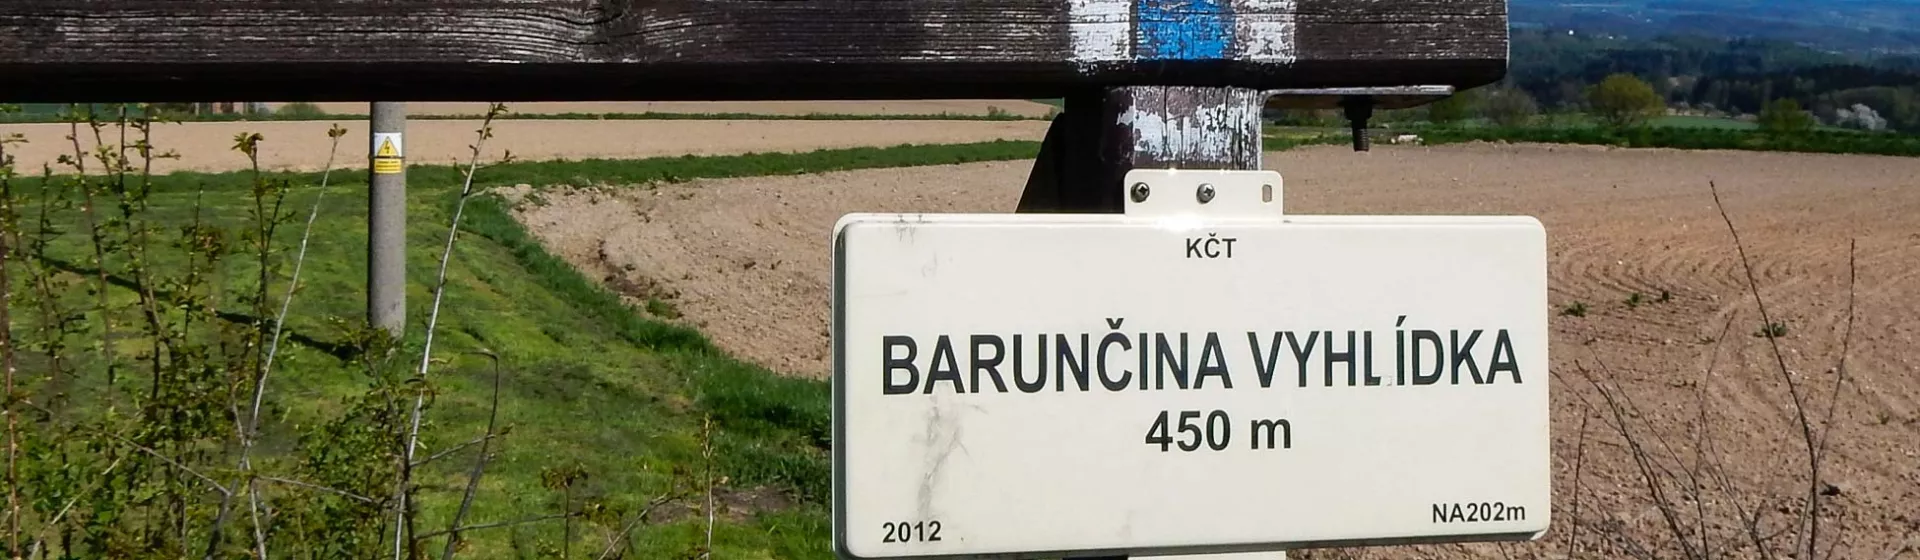 KČT
BARUNČINA VYHLÍDKA
450 m
2012
NA202m